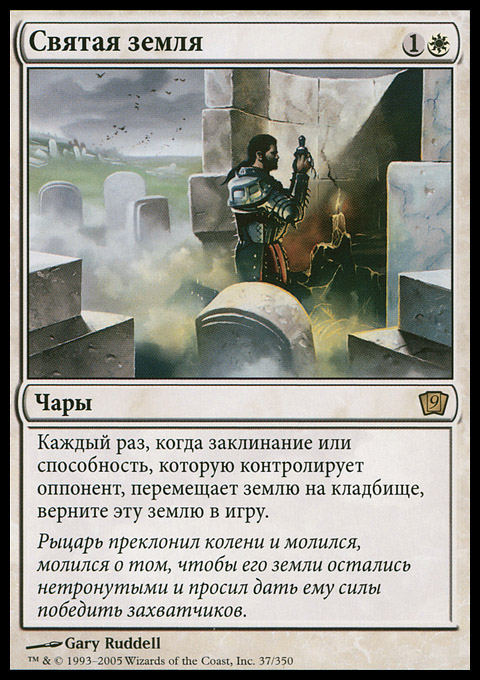 Святая земля 1
Чары 9
Каждый раз, когда заклинание или
способность, которую контролирует
оппонент, перемещает землю на кладбище,
верните эту землю в игру.
Рыцарь преклонил колени и молился,
молился о том, чтобы его земли остались
нетронутыми и просил дать ему силы
победить захватчиков.
Gary Ruddell
™ & © 1993–2005 Wizards of the Coast, Inc. 37/350